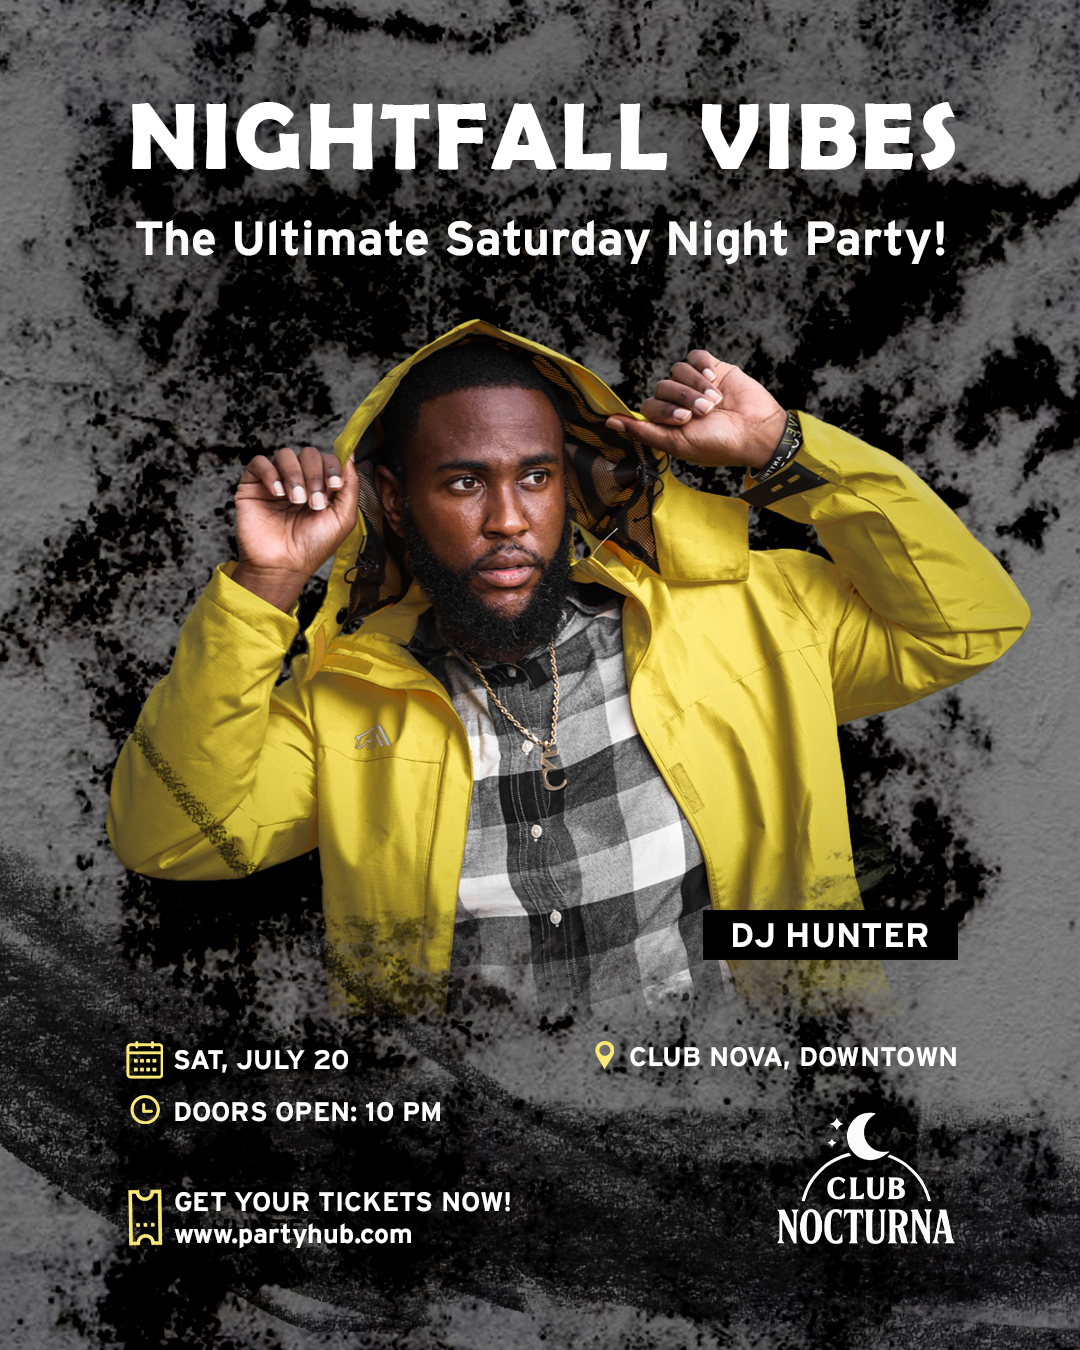 NIGHTFALL VIBES
The Ultimate Saturday Night Party!
DJ HUNTER
SAT, JULY 20
DOORS OPEN: 10 PM
CLUB NOVA, DOWNTOWN
GET YOUR TICKETS NOW!
www.partyhub.com
CLUB
NOCTURNA